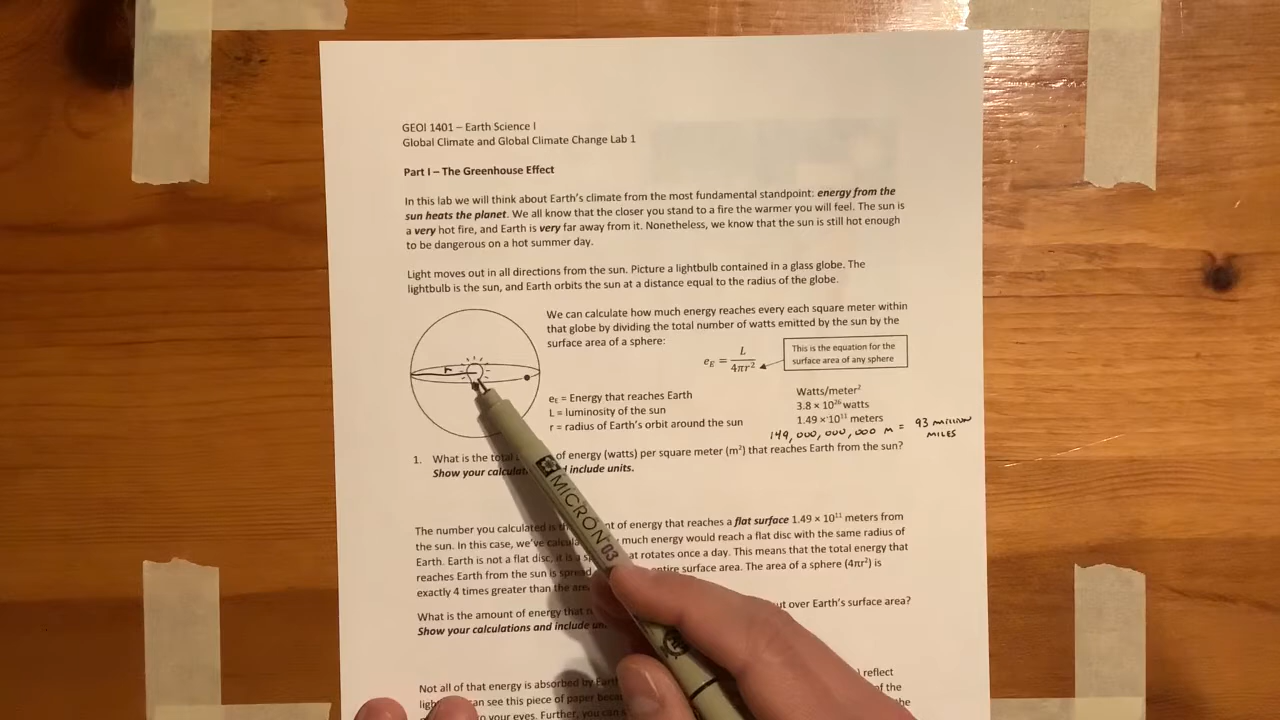 GEOl 1401 – Earth Science I
Global Climate and Global Climate Change Lab 1
Part I – The Greenhouse Effect
In this lab we will think about Earth's climate from the most fundamental standpoint: energy from the
sun heats the planet. We all know that the closer you stand to a fire the warmer you will feel. The sun is
a very hot fire, and Earth is very far away from it. Nonetheless, we know that the sun is still hot enough
to be dangerous on a hot summer day.
Light moves out in all directions from the sun. Picture a lightbulb contained in a glass globe. The
lightbulb is the sun, and Earth orbits the sun at a distance equal to the radius of the globe.
We can calculate how much energy reaches every each square meter within
that globe by dividing the total number of watts emitted by the sun by the
surface area of a sphere:
e_E = L / 4πr²
This is the equation for the
surface area of any sphere
r
e_E = Energy that reaches Earth Watts/meter²
L = luminosity of the sun 3.8 × 10²⁶ watts
r = radius of Earth's orbit around the sun 1.49 × 10¹¹ meters
149,000,000,000 M = 93 MILLION
MILES
1. What is the total of energy (watts) per square meter (m²) that reaches Earth from the sun?
Show your include units.
The number you calculated is of energy that reaches a flat surface 1.49 × 10¹¹ meters from
the sun. In this case, we've much energy would reach a flat disc with the same radius of
Earth. Earth is not a flat disc, it is a rotates once a day. This means that the total energy that
reaches Earth from the sun is spread surface area. The area of a sphere (4πr²) is
exactly 4 times greater than the
What is the amount of energy that out over Earth's surface area?
Show your calculations and include
Not all of that energy is absorbed by reflect
see this piece of paper of the
your eyes. Further, you can
MICRON 03